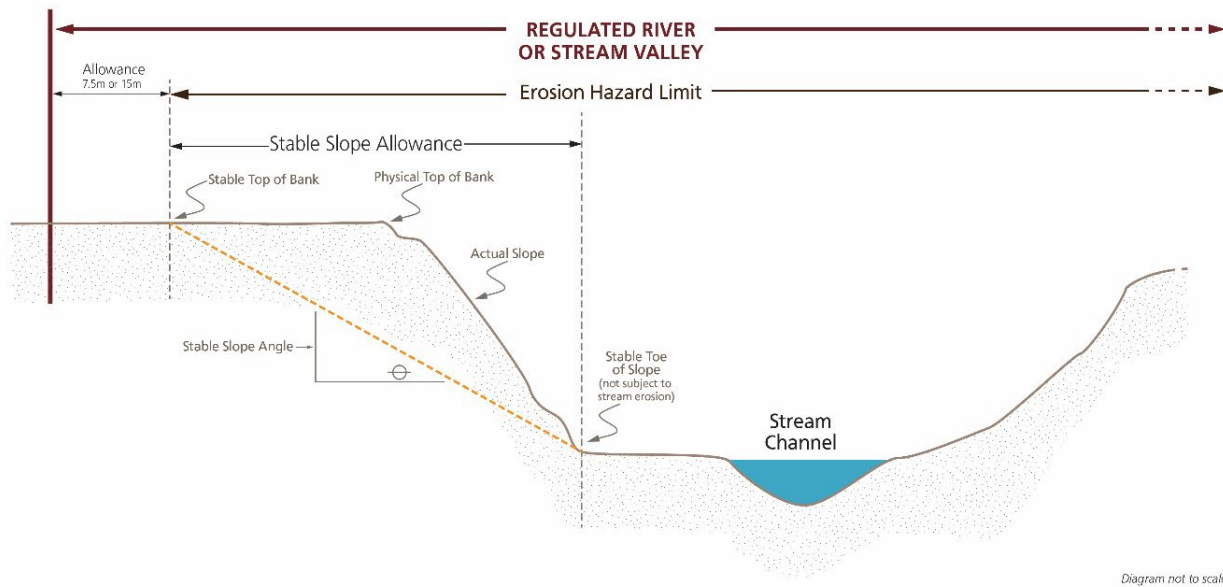 REGULATED RIVER
OR STREAM VALLEY
Allowance
7.5m or 15m
Erosion Hazard Limit
Stable Slope Allowance
Stable Top of Bank
Physical Top of Bank
Actual Slope
Stable Slope Angle
Stable Toe
of Slope
(not subject to
stream erosion)
Stream
Channel
Diagram not to scale